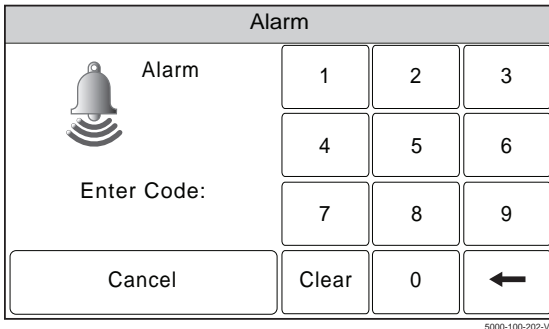 Alarm
Alarm
1 2 3
4 5 6
Enter Code:
7 8 9
Cancel Clear 0
5000-100-202-V